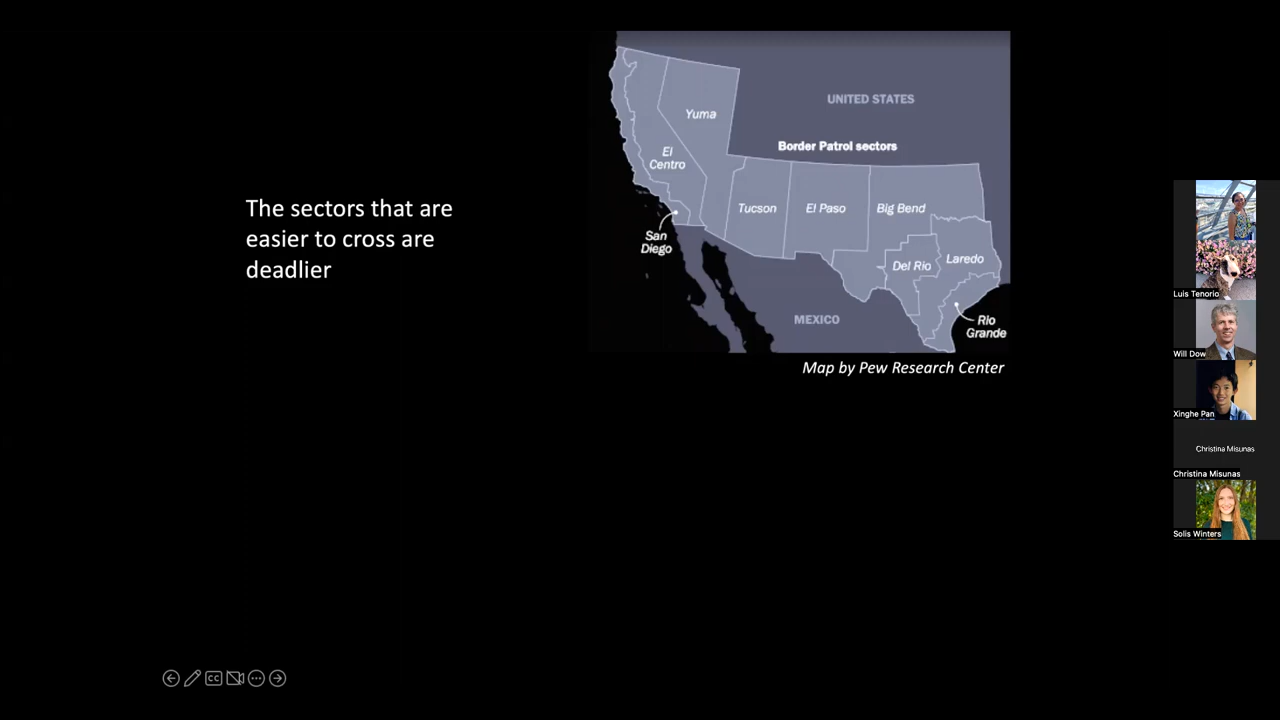 The sectors that are
easier to cross are
deadlier
UNITED STATES
Border Patrol sectors
Yuma
El
Centro
Tucson
El Paso
Big Bend
San
Diego
Del Rio
Laredo
MEXICO
Rio
Grande
Map by Pew Research Center
Luis Tenorio
Will Dow
Xinghe Pan
Christina Misunas
Christina Misunas
Solis Winters
CC